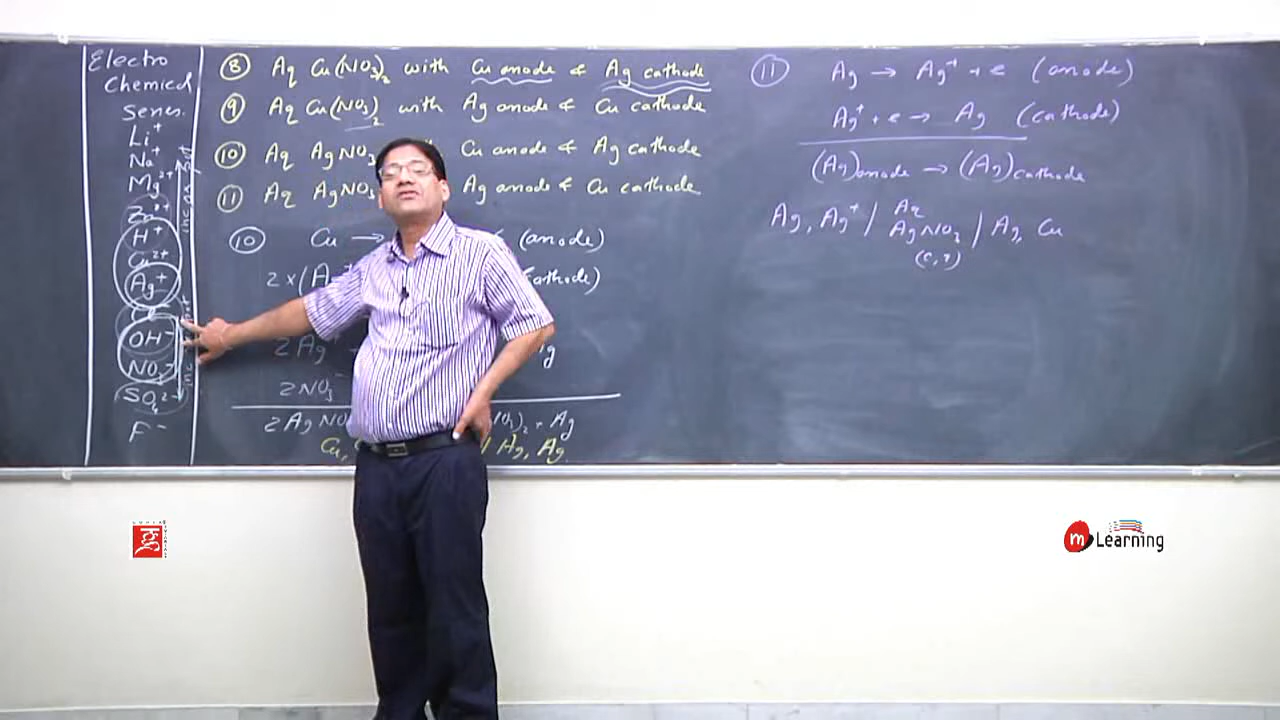 Electro
Chemical
Series.
Li⁺
Na⁺
Mg²⁺
Zn²⁺
H⁺
Cu²⁺
Ag⁺
OH⁻
NO₃⁻
SO₄²⁻
F⁻
⑧ Aq Cu(NO₃)₂ with Cu anode & Ag cathode
⑨ Aq Cu(NO₃)₂ with Ag anode & Cu cathode
⑩ Aq AgNO₃ Cu anode & Ag cathode
⑪ Aq AgNO₃ Ag anode & Cu cathode
⑩ Cu → (anode)
2 × (Ag⁺ cathode)
2Ag⁺
2NO₃⁻
2AgNO )₂ + Ag
Cu, / Ag, Ag
⑪ Ag → Ag⁺ + e (anode)
Ag⁺ + e → Ag (cathode)
(Ag)anode → (Ag)cathode
Ag, Ag⁺ / Aq AgNO₃ / Ag, Cu
m Learning